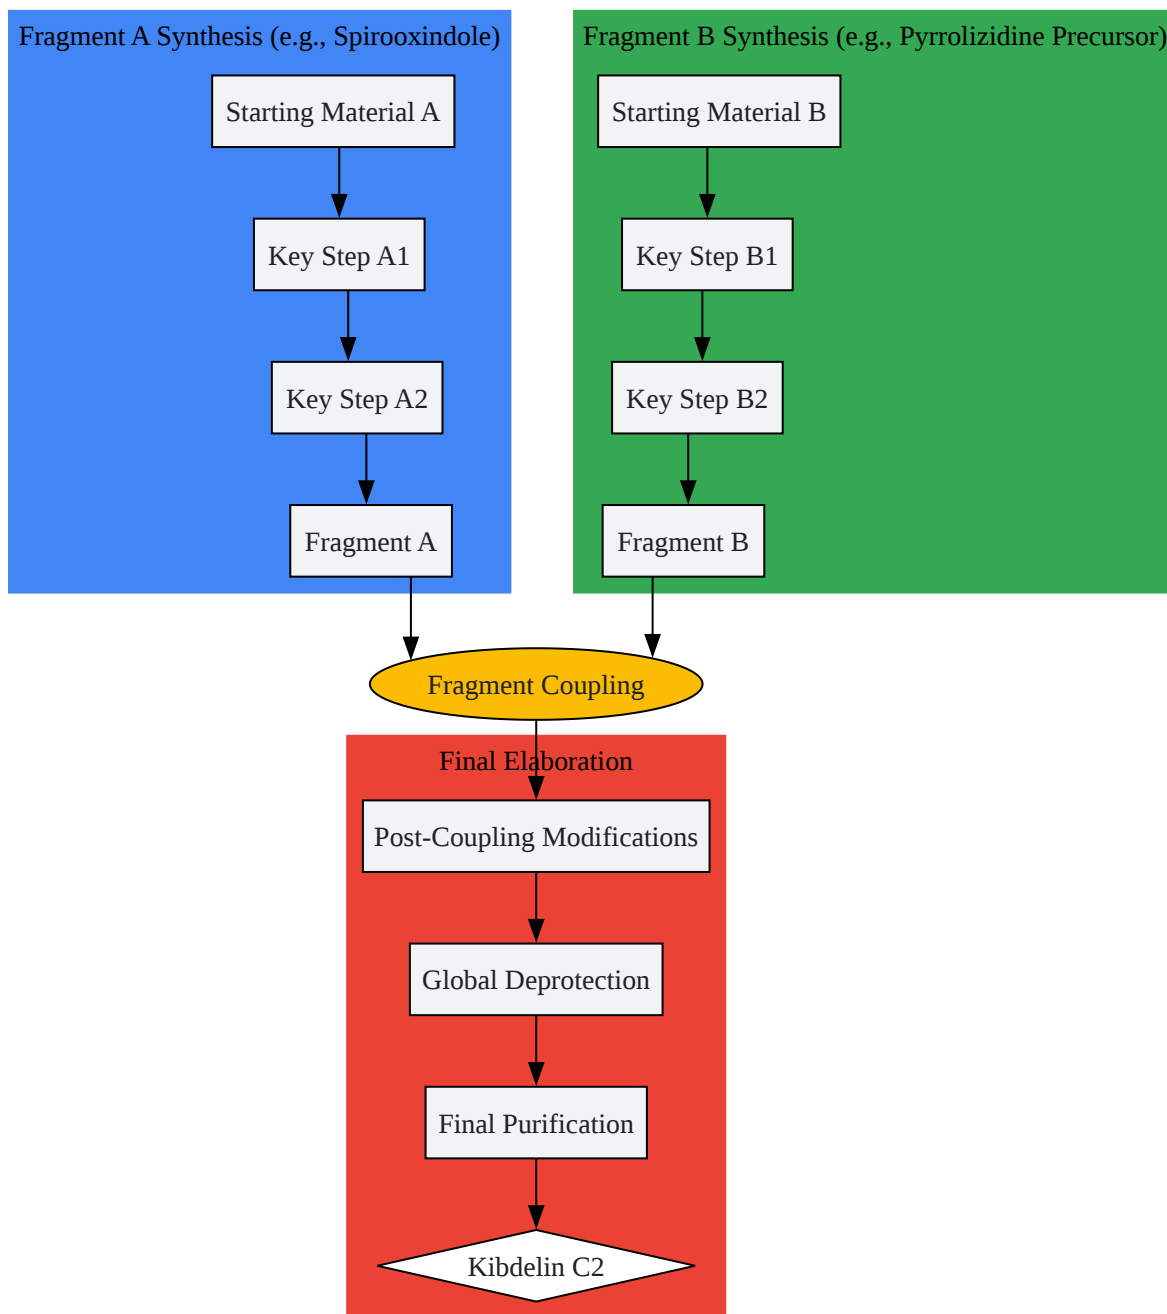 Fragment A Synthesis (e.g., Spirooxindole)
Starting Material A
Key Step A1
Key Step A2
Fragment A
Fragment B Synthesis (e.g., Pyrrolizidine Precursor)
Starting Material B
Key Step B1
Key Step B2
Fragment B
Fragment Coupling
Final Elaboration
Post-Coupling Modifications
Global Deprotection
Final Purification
Kibdelin C2